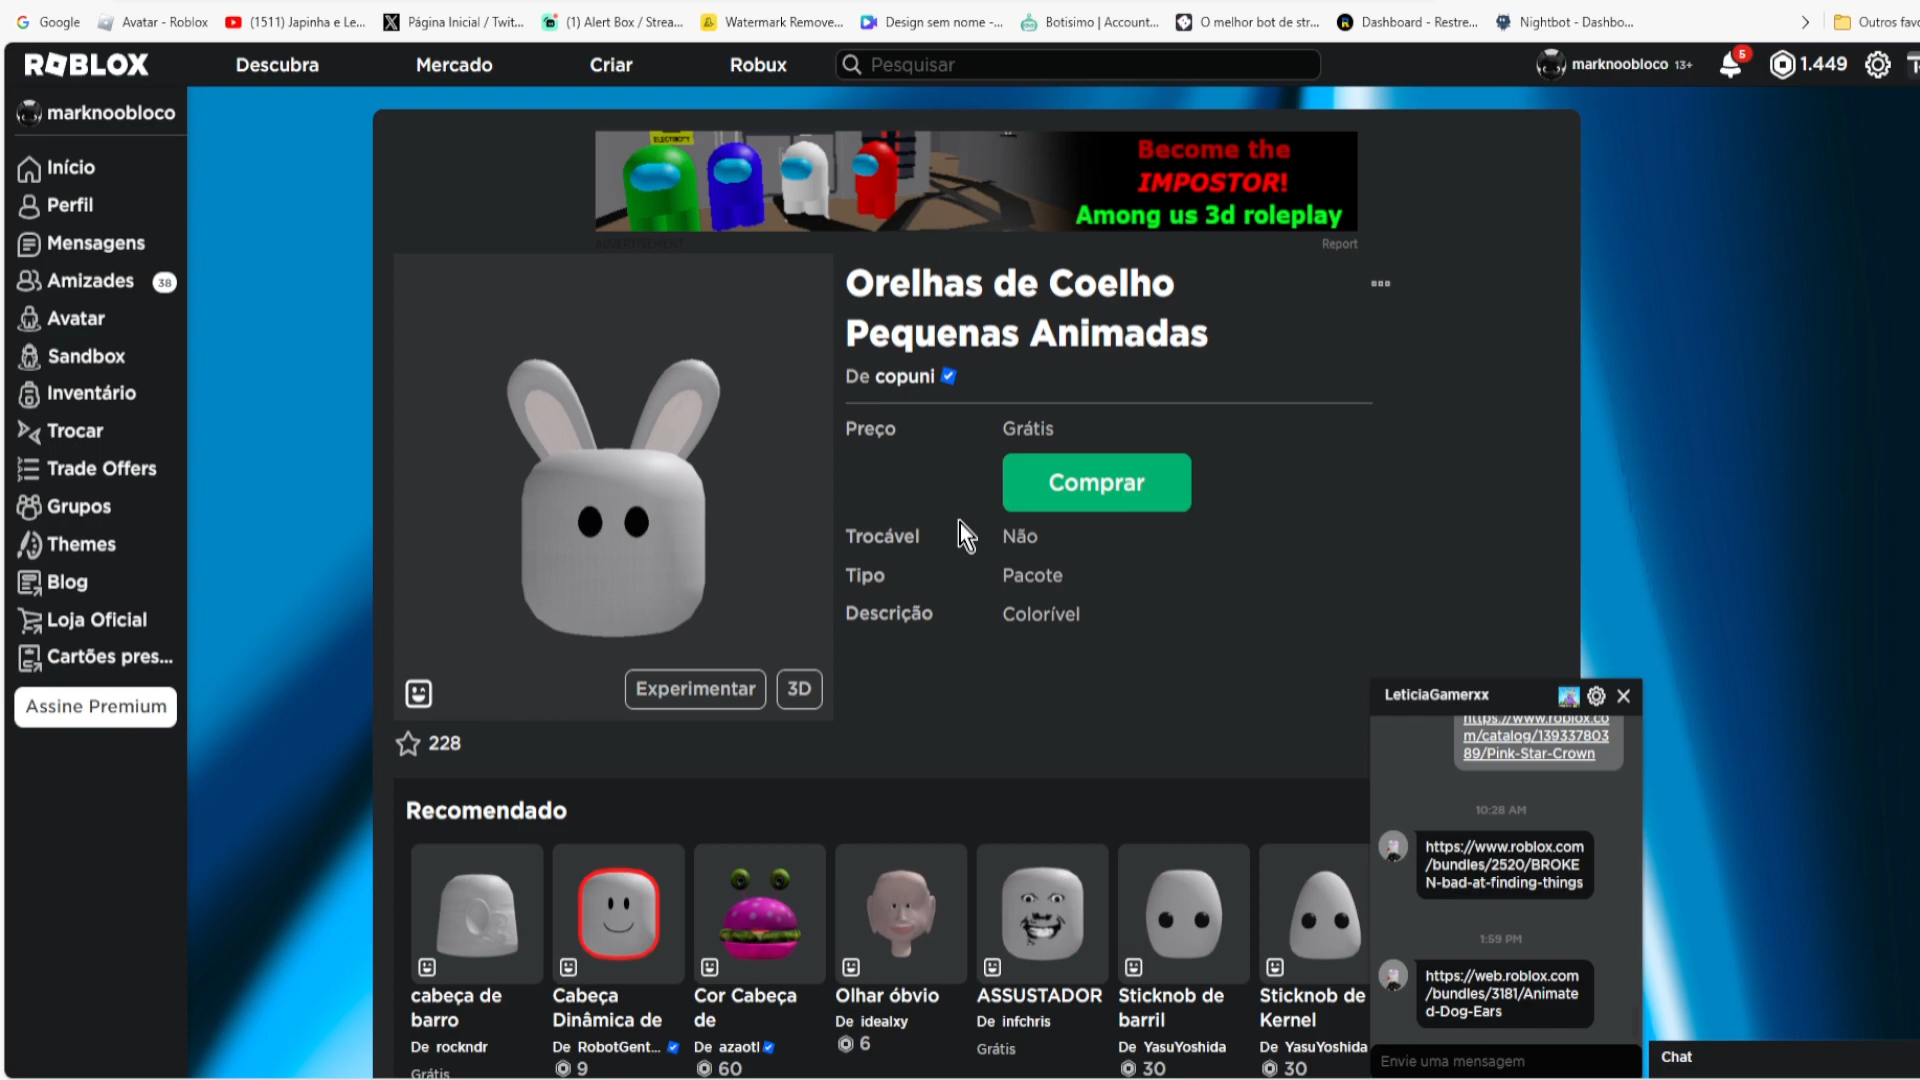 Google
Avatar - Roblox
(1511) Japinha e Le...
Página Inicial / Twit...
(1) Alert Box / Strea...
Watermark Remove...
Design sem nome -...
Botisimo | Account...
O melhor bot de str...
Dashboard - Restre...
Nightbot - Dashbo...
Outros favo
ROBLOX
Descubra
Mercado
Criar
Robux
Pesquisar
marknoobloco 13+
5
1.449
marknoobloco
Início
Perfil
Mensagens
Amizades 38
Avatar
Sandbox
Inventário
Trocar
Trade Offers
Grupos
Themes
Blog
Loja Oficial
Cartões pres...
Assine Premium
ELECTRICITY
Become the
IMPOSTOR!
Among us 3d roleplay
ADVERTISEMENT
Report
Orelhas de Coelho
Pequenas Animadas
De copuni
Preço Grátis
Comprar
Trocável Não
Tipo Pacote
Descrição Colorível
Experimentar
3D
228
Recomendado
cabeça de
barro
De rockndr
Grátis
Cabeça
Dinâmica de
De RobotGent...
9
Cor Cabeça
de
De azaotl
60
Olhar óbvio
De idealxy
6
ASSUSTADOR
De infchris
Grátis
Sticknob de
barril
De YasuYoshida
30
Sticknob de
Kernel
De YasuYoshida
30
LeticiaGamerxx
https://www.roblox.co
m/catalog/139337803
89/Pink-Star-Crown
10:28 AM
https://www.roblox.com
/bundles/2520/BROKE
N-bad-at-finding-things
1:59 PM
https://web.roblox.com
/bundles/3181/Animate
d-Dog-Ears
Envie uma mensagem
Chat